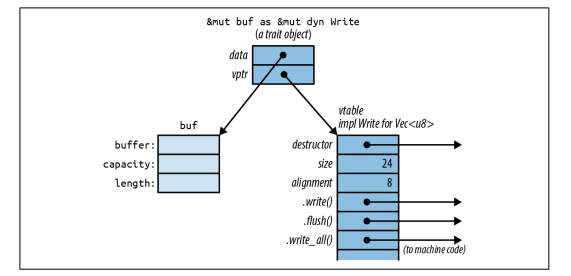 &mut buf as &mut dyn Write
(a trait object)
data
vptr
vtable
impl Write for Vec<u8>
buf
buffer:
capacity:
length:
destructor
size 24
alignment 8
.write()
.flush()
.write_all()
(to machine code)